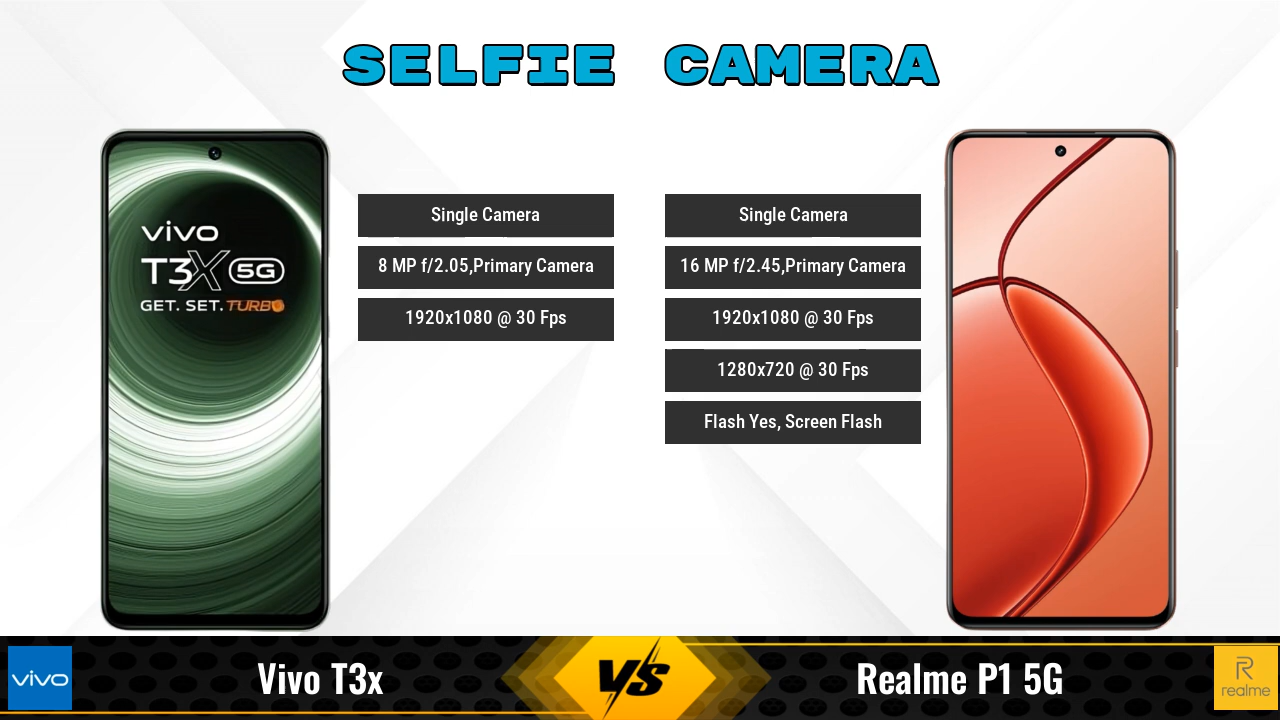 SELFIE CAMERA
vivo
T3X 5G
GET. SET. TURBO
Single Camera
8 MP f/2.05,Primary Camera
1920x1080 @ 30 Fps
Single Camera
16 MP f/2.45,Primary Camera
1920x1080 @ 30 Fps
1280x720 @ 30 Fps
Flash Yes, Screen Flash
vivo
Vivo T3x
VS
Realme P1 5G
R
realme